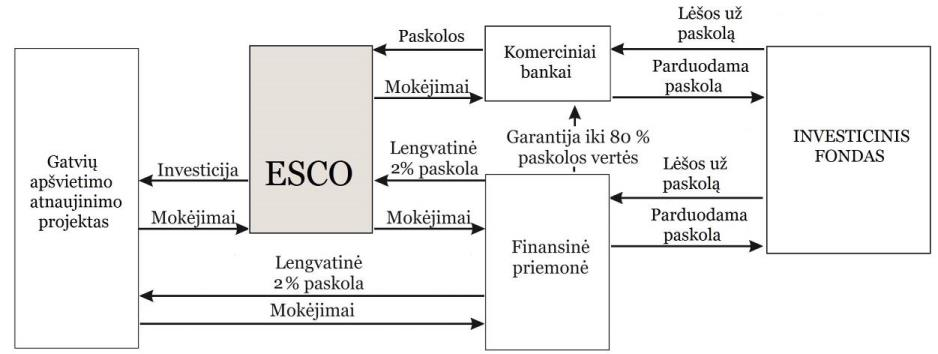 Gatvių
apšvietimo
atnaujinimo
projektas
Investicija
Mokėjimai
ESCO
Paskolos
Mokėjimai
Lengvatinė
2% paskola
Mokėjimai
Lengvatinė
2% paskola
Mokėjimai
Komerciniai
bankai
Garantija iki 80 %
paskolos vertės
Finansinė
priemonė
Lėšos už
paskolą
Parduodama
paskola
Lėšos už
paskolą
Parduodama
paskola
INVESTICINIS
FONDAS